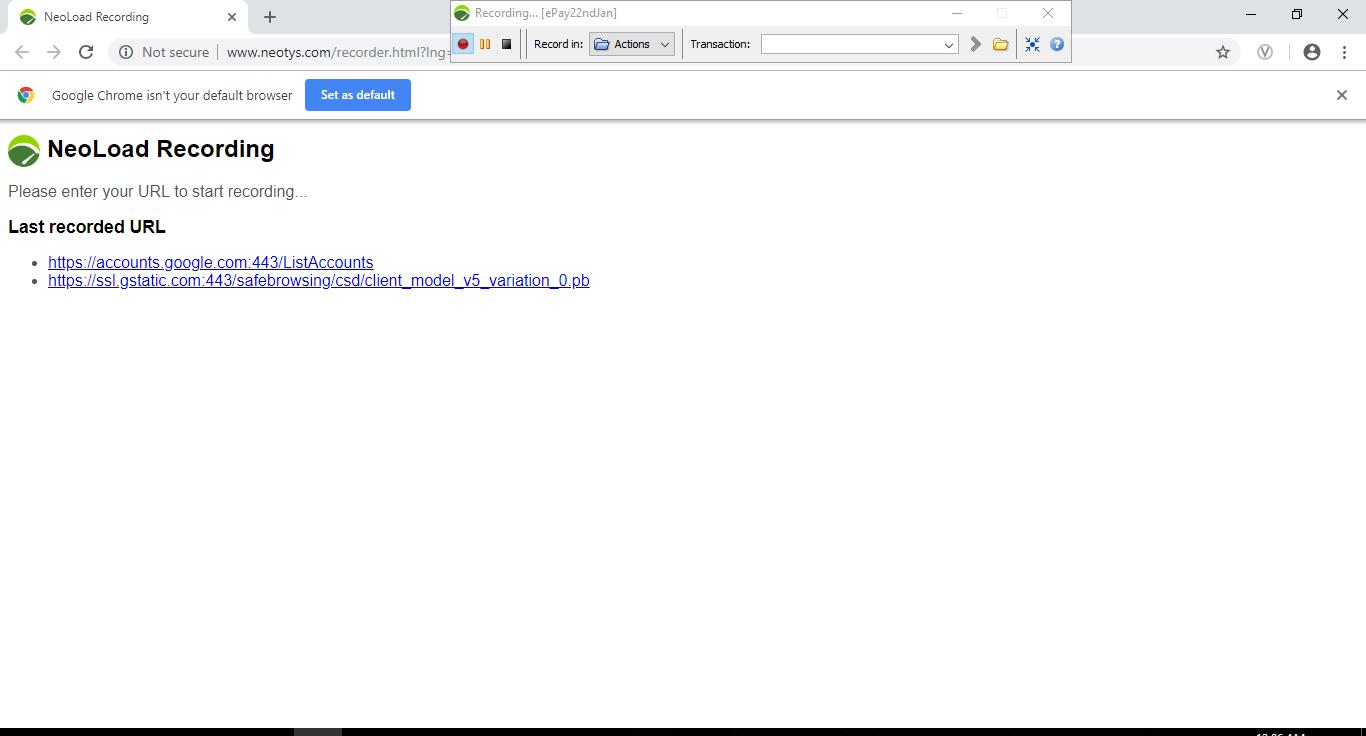 NeoLoad Recording
Recording... [ePay22ndJan]
Not secure
www.neotys.com/recorder.html?lng=
Record in:
Actions
Transaction:
Google Chrome isn't your default browser
Set as default
NeoLoad Recording
Please enter your URL to start recording...
Last recorded URL
https://accounts.google.com:443/ListAccounts
https://ssl.gstatic.com:443/safebrowsing/csd/client_model_v5_variation_0.pb